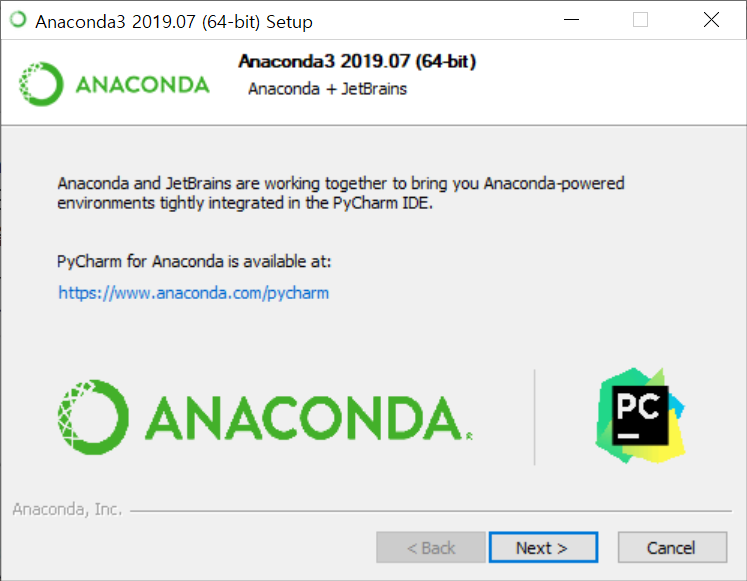 Anaconda3 2019.07 (64-bit) Setup
ANACONDA
Anaconda3 2019.07 (64-bit)
Anaconda + JetBrains
Anaconda and JetBrains are working together to bring you Anaconda-powered
environments tightly integrated in the PyCharm IDE.
PyCharm for Anaconda is available at:
https://www.anaconda.com/pycharm
ANACONDA®
PC
Anaconda, Inc.
< Back
Next >
Cancel